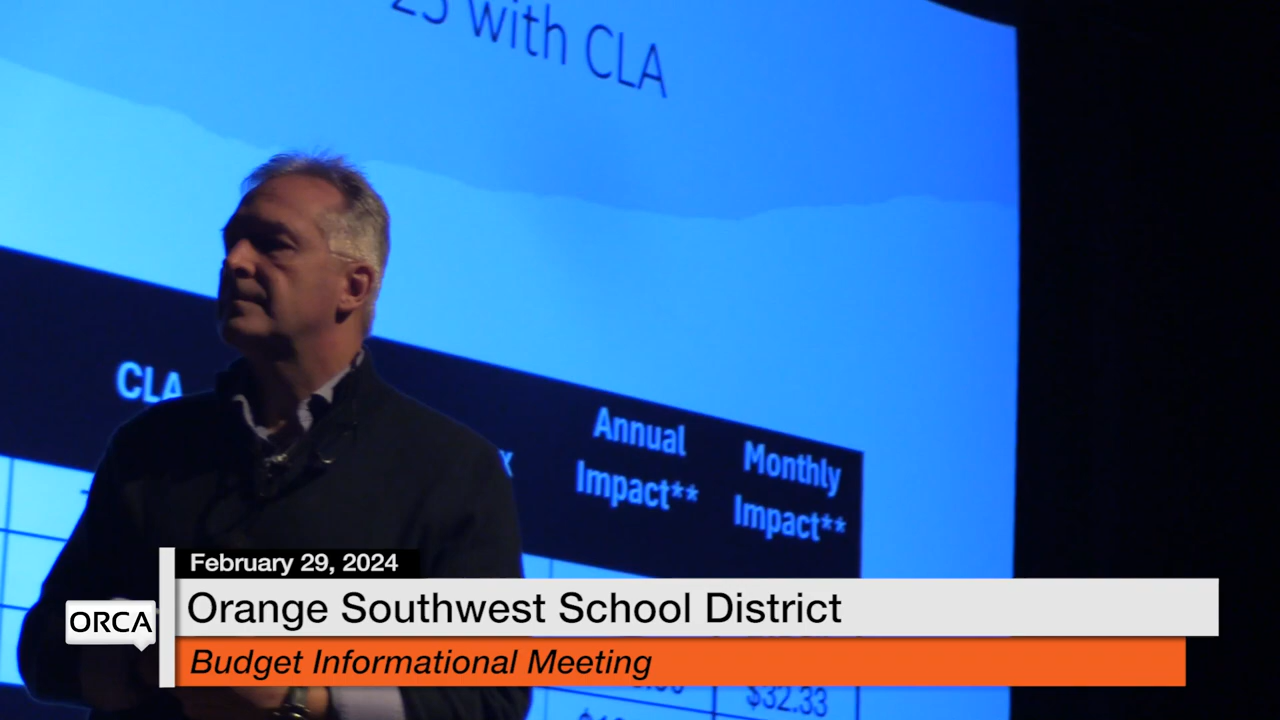 with CLA
CLA
Annual
Impact**
Monthly
Impact**
February 29, 2024
Orange Southwest School District
ORCA
Budget Informational Meeting
$32.33